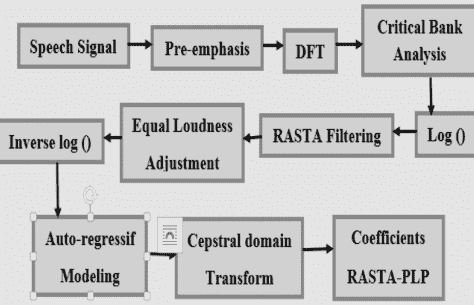 Speech Signal
Pre-emphasis
DFT
Critical Bank
Analysis
Log ()
RASTA Filtering
Equal Loudness
Adjustment
Inverse log ()
Auto-regressif
Modeling
Cepstral domain
Transform
Coefficients
RASTA-PLP